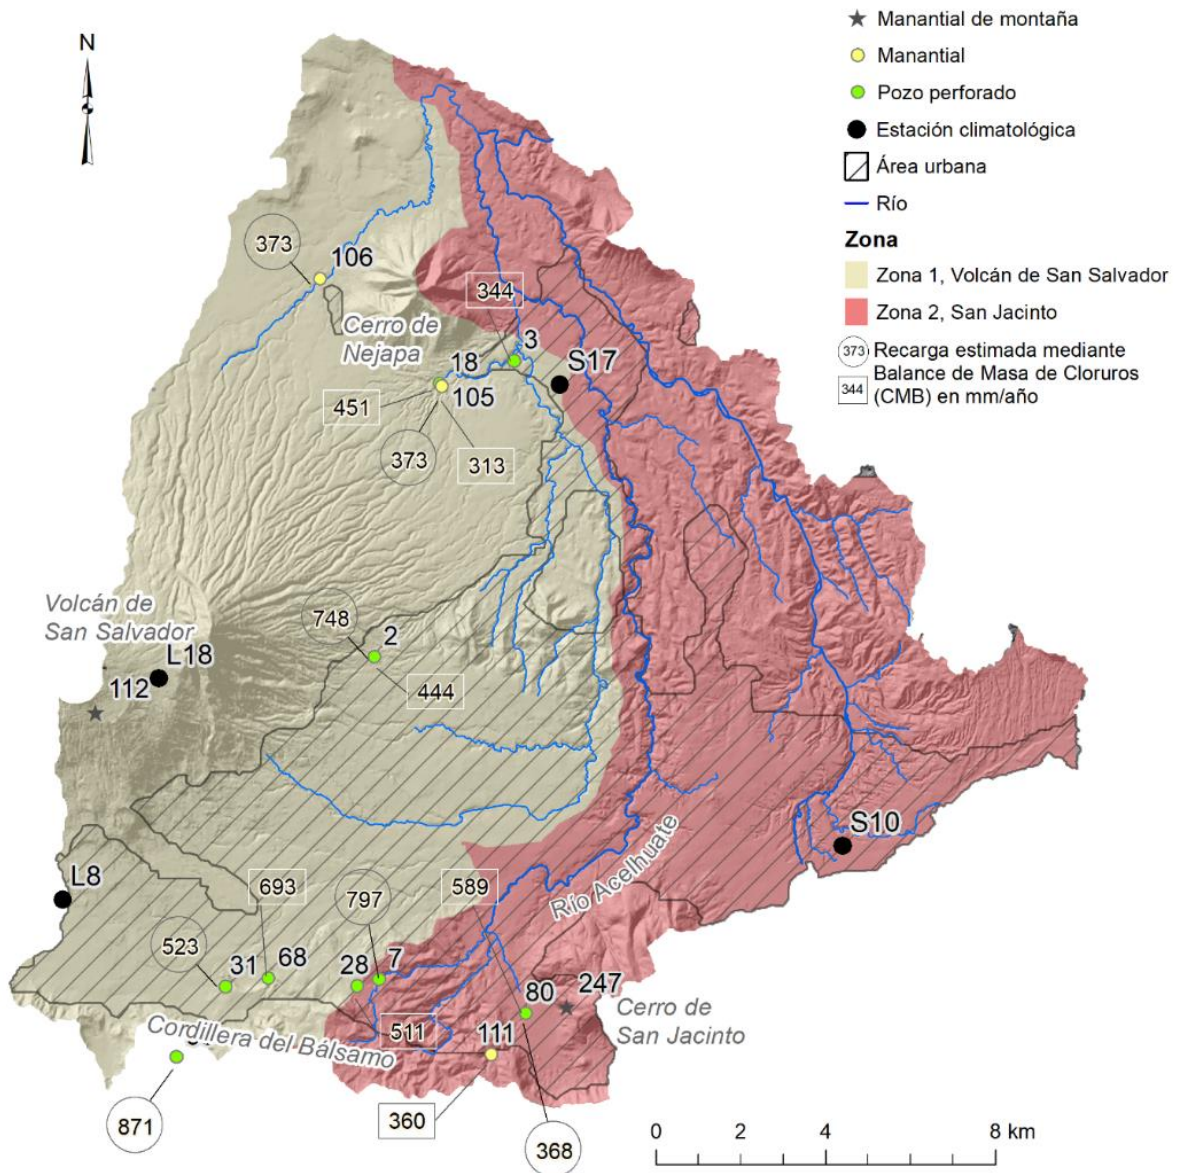 N
Manantial de montaña
Manantial
Pozo perforado
Estación climatológica
Área urbana
Río
Zona
Zona 1, Volcán de San Salvador
Zona 2, San Jacinto
373 Recarga estimada mediante
Balance de Masa de Cloruros
344 (CMB) en mm/año
373
106
344
Cerro de
Nejapa
3
18
S17
105
451
373
313
Volcán de
San Salvador
748
2
L18
112
444
S10
L8
693
797
589
Río Acelhuate
523
31
68
28
7
80
247
Cerro de
San Jacinto
Cordillera del Bálsamo
511
111
871
360
368
0 2 4 8 km